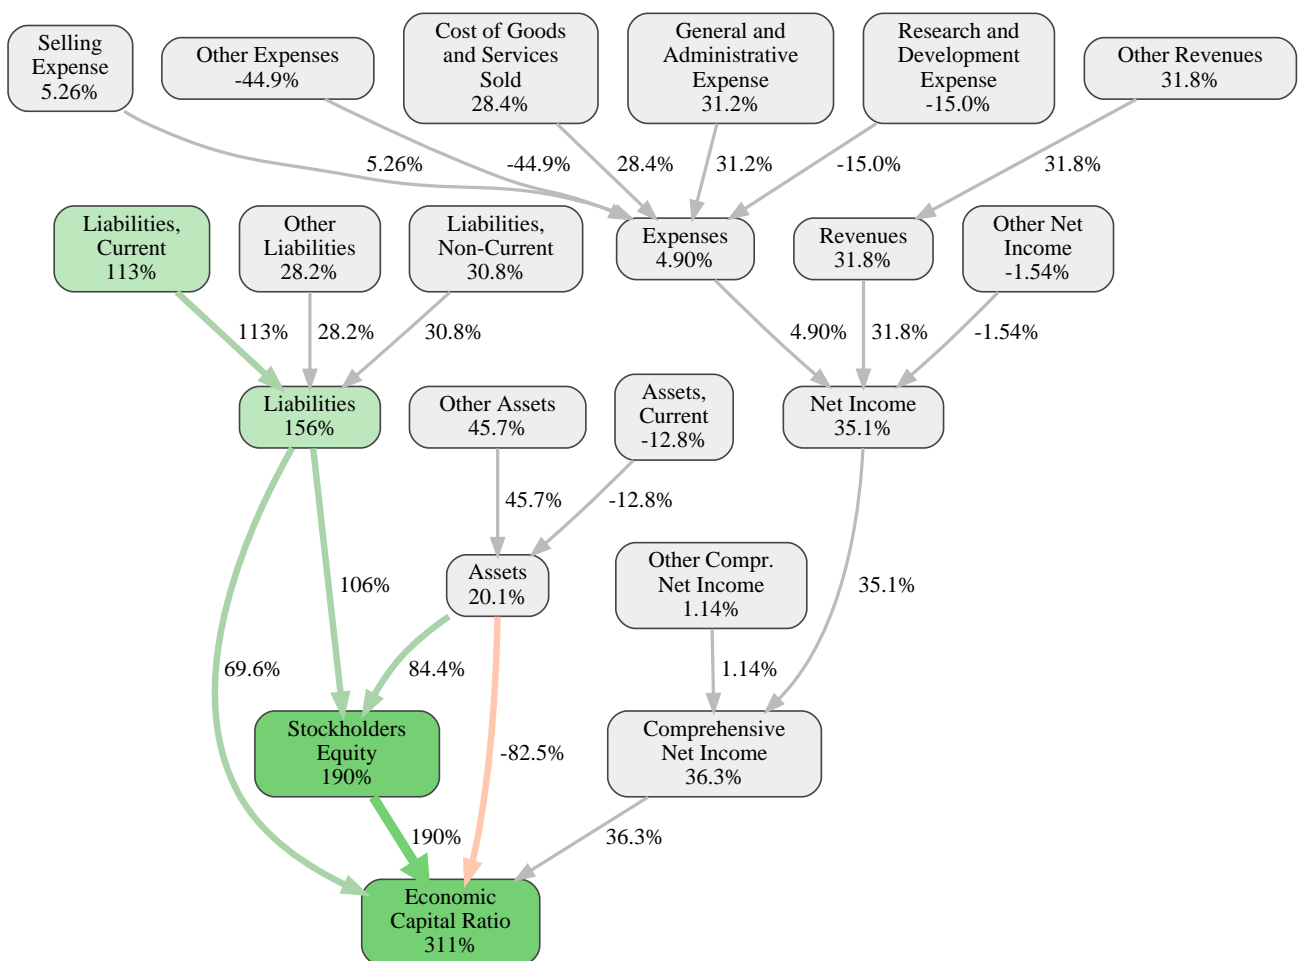 Selling
Expense
5.26%
Other Expenses
-44.9%
Cost of Goods
and Services
Sold
28.4%
General and
Administrative
Expense
31.2%
Research and
Development
Expense
-15.0%
Other Revenues
31.8%
5.26%
-44.9%
28.4%
31.2%
-15.0%
31.8%
Liabilities,
Current
113%
Other
Liabilities
28.2%
Liabilities,
Non-Current
30.8%
Expenses
4.90%
Revenues
31.8%
Other Net
Income
-1.54%
113%
28.2%
30.8%
4.90%
31.8%
-1.54%
Liabilities
156%
Other Assets
45.7%
Assets,
Current
-12.8%
Net Income
35.1%
45.7%
-12.8%
Assets
20.1%
Other Compr.
Net Income
1.14%
106%
35.1%
69.6%
84.4%
1.14%
Stockholders
Equity
190%
-82.5%
Comprehensive
Net Income
36.3%
190%
36.3%
Economic
Capital Ratio
311%